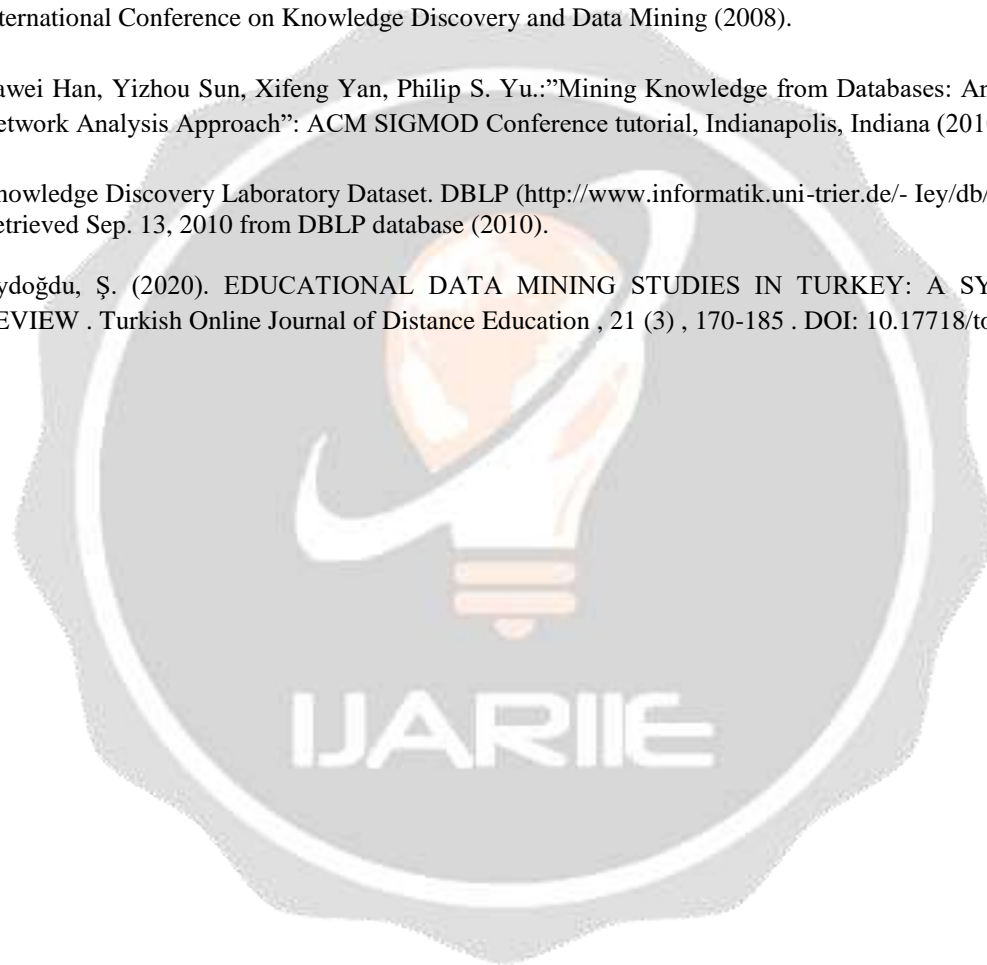 nternational Conference on Knowledge Discovery and Data Mining (2008).
awei Han, Yizhou Sun, Xifeng Yan, Philip S. Yu.:”Mining Knowledge from Databases: An
etwork Analysis Approach”: ACM SIGMOD Conference tutorial, Indianapolis, Indiana (2010
nowledge Discovery Laboratory Dataset. DBLP (http://www.informatik.uni-trier.de/- Iey/db/
etrieved Sep. 13, 2010 from DBLP database (2010).
ydoğdu, Ş. (2020). EDUCATIONAL DATA MINING STUDIES IN TURKEY: A SY
EVIEW . Turkish Online Journal of Distance Education , 21 (3) , 170-185 . DOI: 10.17718/to
IJARIIE